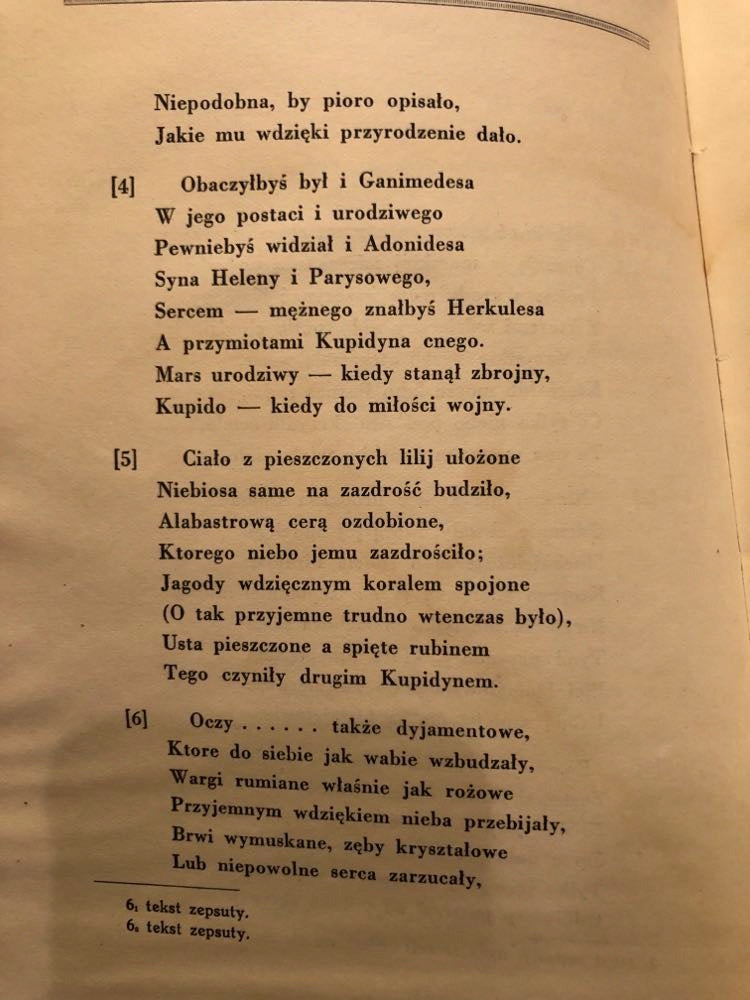 Niepodobna, by pioro opisało,
Jakie mu wdzięki przyrodzenie dało.
[4] Obaczyłbyś był i Ganimedesa
W jego postaci i urodziwego
Pewniebyś widział i Adonidesa
Syna Heleny i Parysowego,
Sercem — mężnego znałbyś Herkulesa
A przymiotami Kupidyna cnego.
Mars urodziwy — kiedy stanął zbrojny,
Kupido — kiedy do miłości wojny.
[5] Ciało z pieszczonych lilij ułożone
Niebiosa same na zazdrość budziło,
Alabastrową cerą ozdobione,
Ktorego niebo jemu zazdrościło;
Jagody wdzięcznym koralem spojone
(O tak przyjemne trudno wtenczas było),
Usta pieszczone a spięte rubinem
Tego czyniły drugim Kupidynem.
[6] Oczy . . . . . . także dyjamentowe,
Ktore do siebie jak wabie wzbudzały,
Wargi rumiane właśnie jak rożowe
Przyjemnym wdziękiem nieba przebijały,
Brwi wymuskane, zęby kryształowe
Lub niepowolne serca zarzucały,
6₁ tekst zepsuty.
6₆ tekst zepsuty.